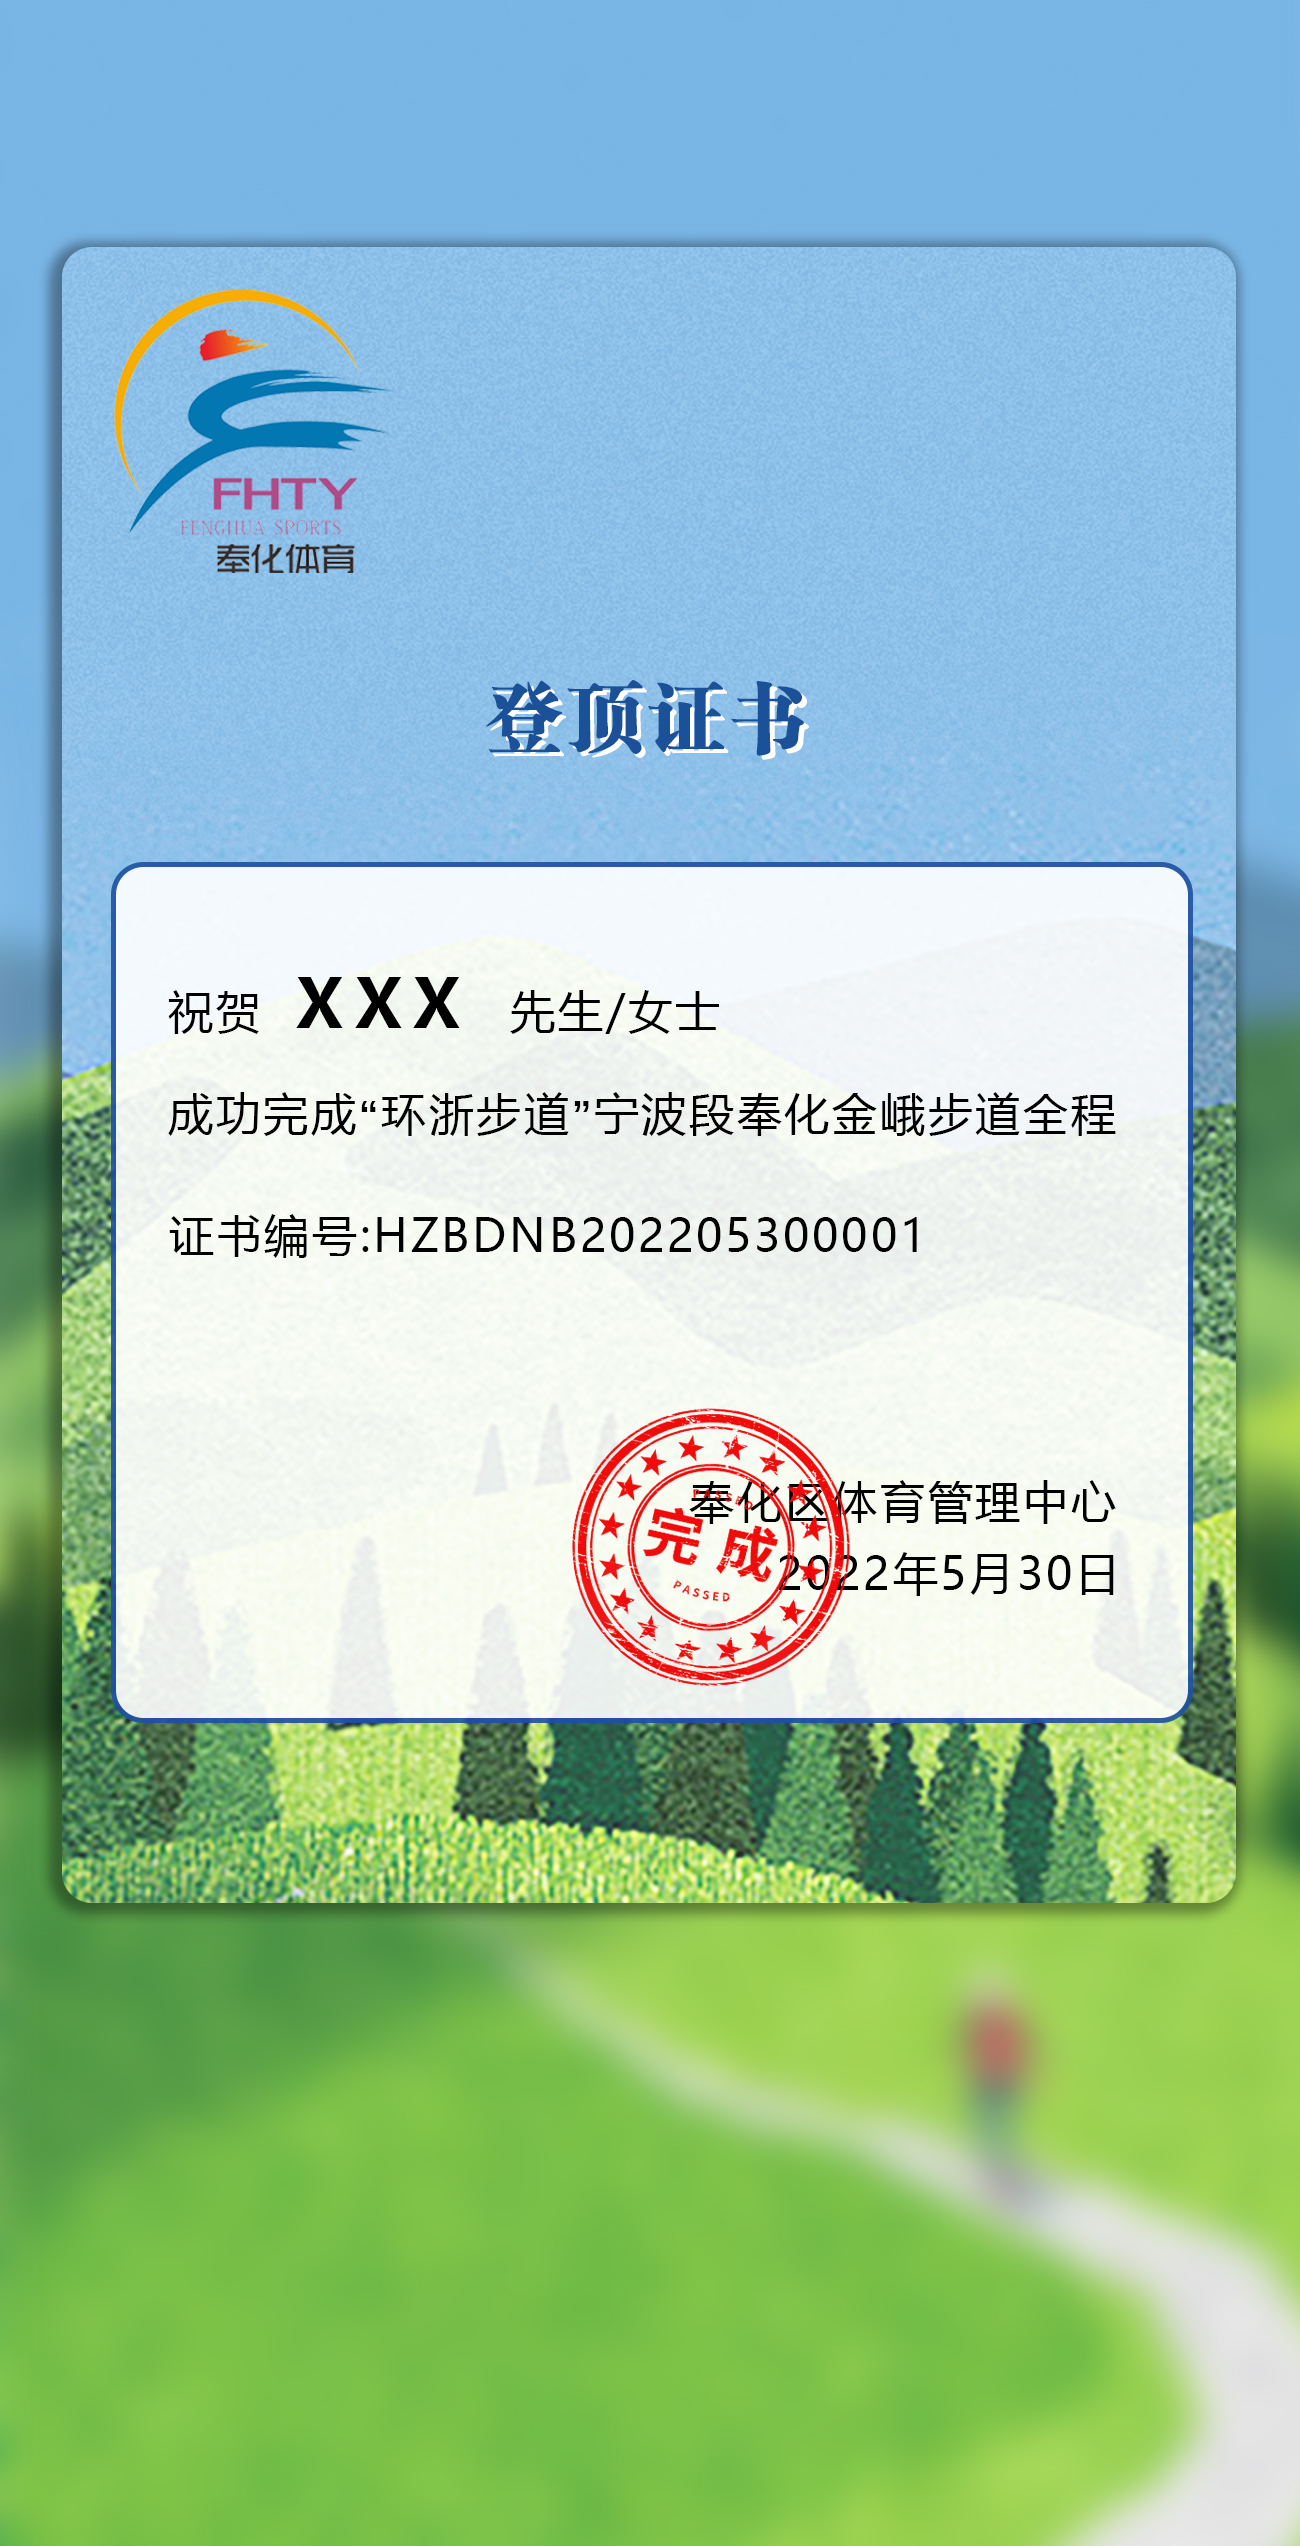 FHTY
FENGHUA SPORTS
奉化体育
登顶证书
祝贺 XXX 先生/女士
成功完成“环浙步道”宁波段奉化金峨步道全程
证书编号:HZBDNB202205300001
PASSED
完成
PASSED
奉化区体育管理中心
2022年5月30日